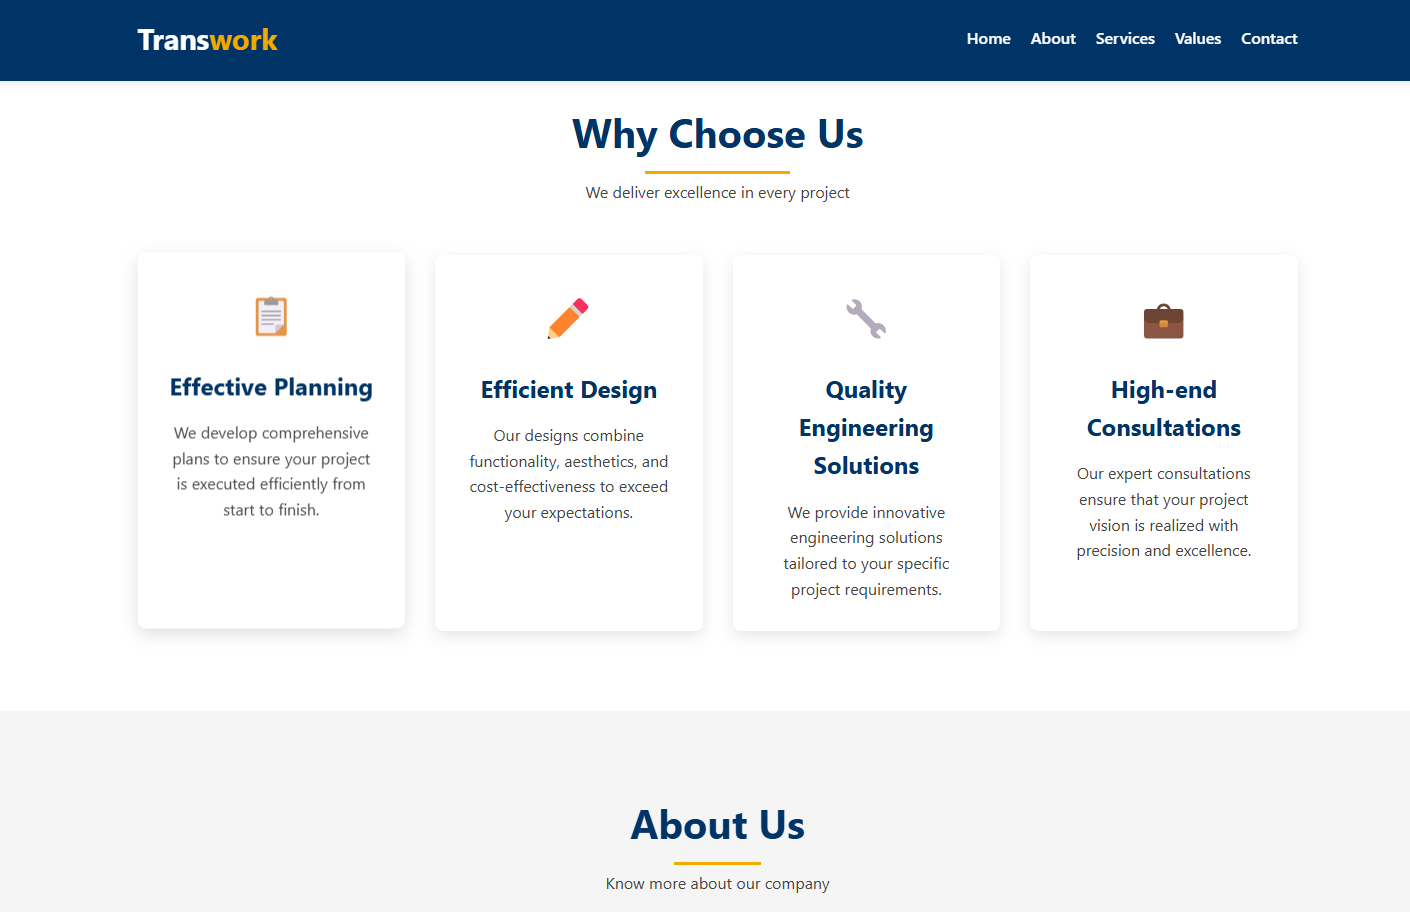 Transwork
Home About Services Values Contact
Why Choose Us
We deliver excellence in every project
Effective Planning
We develop comprehensive
plans to ensure your project
is executed efficiently from
start to finish.
Efficient Design
Our designs combine
functionality, aesthetics, and
cost-effectiveness to exceed
your expectations.
Quality
Engineering
Solutions
We provide innovative
engineering solutions
tailored to your specific
project requirements.
High-end
Consultations
Our expert consultations
ensure that your project
vision is realized with
precision and excellence.
About Us
Know more about our company